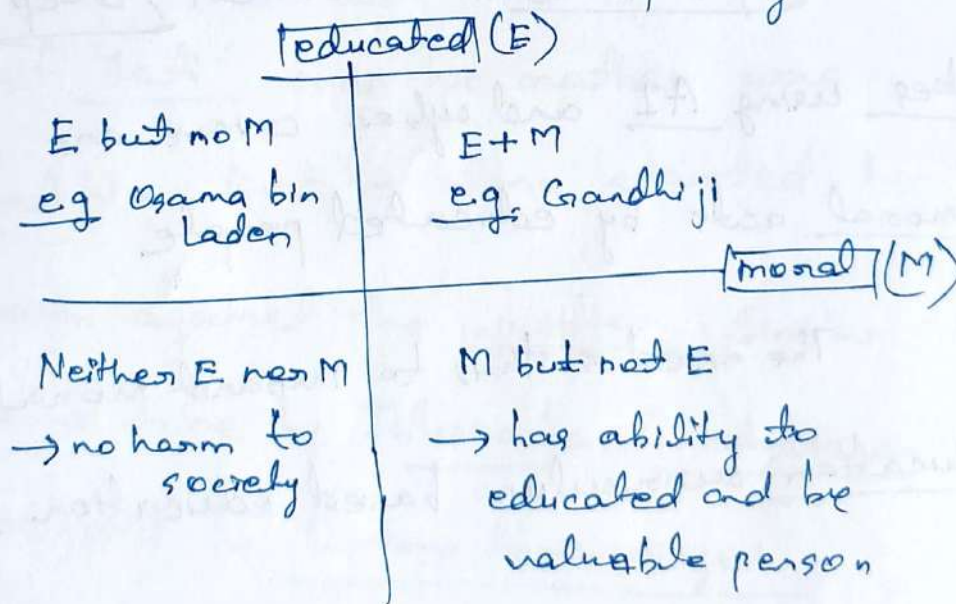 educated (E)
E but no M
eg Osama bin
Laden
E + M
e.g. Gandhiji
moral (M)
Neither E nor M
→ no harm to
society
M but not E
→ has ability to
educated and be
valuable person